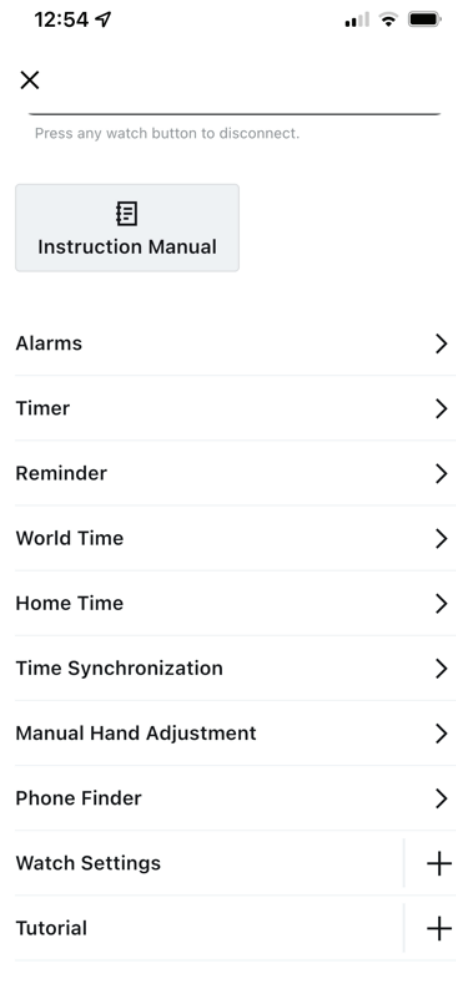 12:54
Press any watch button to disconnect.
Instruction Manual
Alarms
Timer
Reminder
World Time
Home Time
Time Synchronization
Manual Hand Adjustment
Phone Finder
Watch Settings
Tutorial